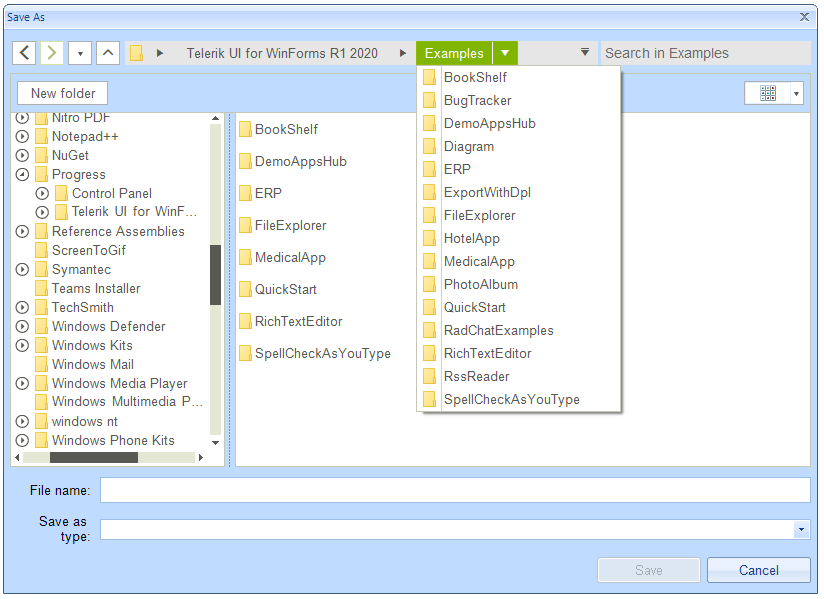 Save As
Telerik UI for WinForms R1 2020
Examples
Search in Examples
New folder
Nitro PDF
Notepad++
NuGet
Progress
Control Panel
Telerik UI for WinF...
Reference Assemblies
ScreenToGif
Symantec
Teams Installer
TechSmith
Windows Defender
Windows Kits
Windows Mail
Windows Media Player
Windows Multimedia P...
windows nt
Windows Phone Kits
BookShelf
DemoAppsHub
ERP
FileExplorer
MedicalApp
QuickStart
RichTextEditor
SpellCheckAsYouType
BookShelf
BugTracker
DemoAppsHub
Diagram
ERP
ExportWithDpl
FileExplorer
HotelApp
MedicalApp
PhotoAlbum
QuickStart
RadChatExamples
RichTextEditor
RssReader
SpellCheckAsYouType
File name:
Save as
type:
Save
Cancel